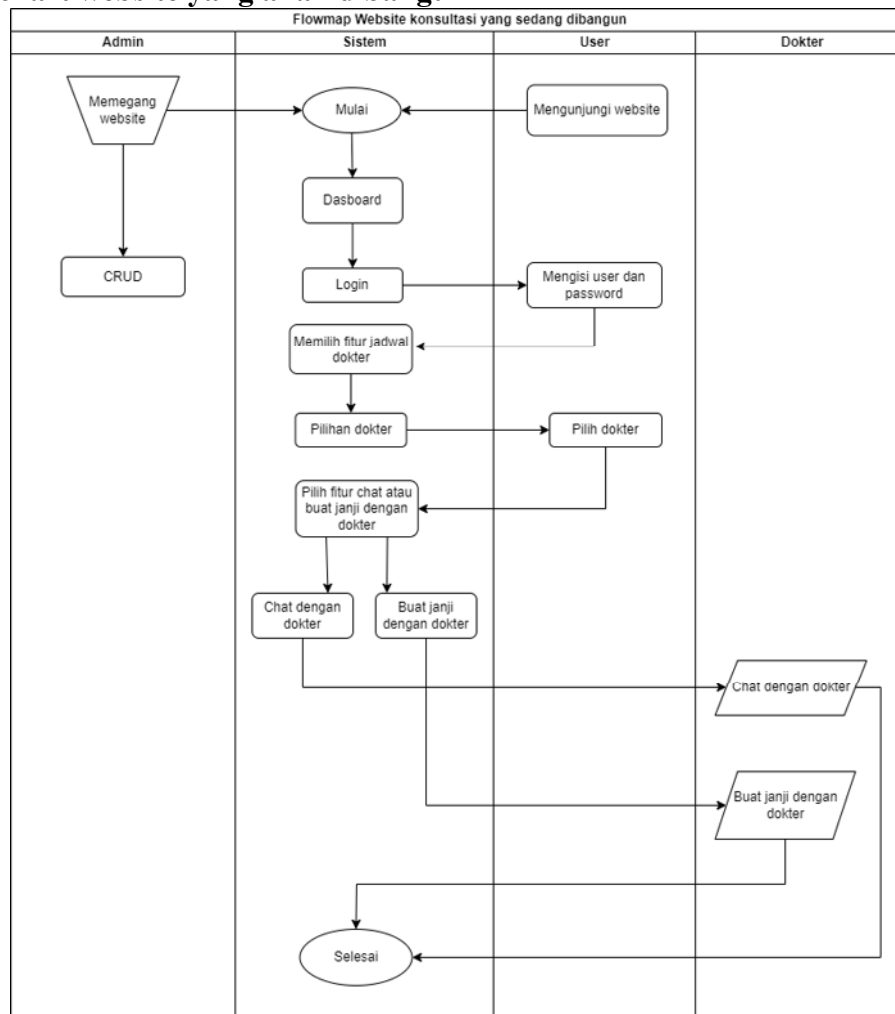 website yang
Flowmap Website konsultasi yang sedang dibangun
Admin
Sistem
User
Dokter
Memegang
website
Mulai
Mengunjungi website
Dasboard
CRUD
Login
Mengisi user dan
password
Memilih fitur jadwal
dokter
Pilihan dokter
Pilih dokter
Pilih fitur chat atau
buat janji dengan
dokter
Chat dengan
dokter
Buat janji
dengan dokter
Chat dengan dokter
Buat janji dengan
dokter
Selesai